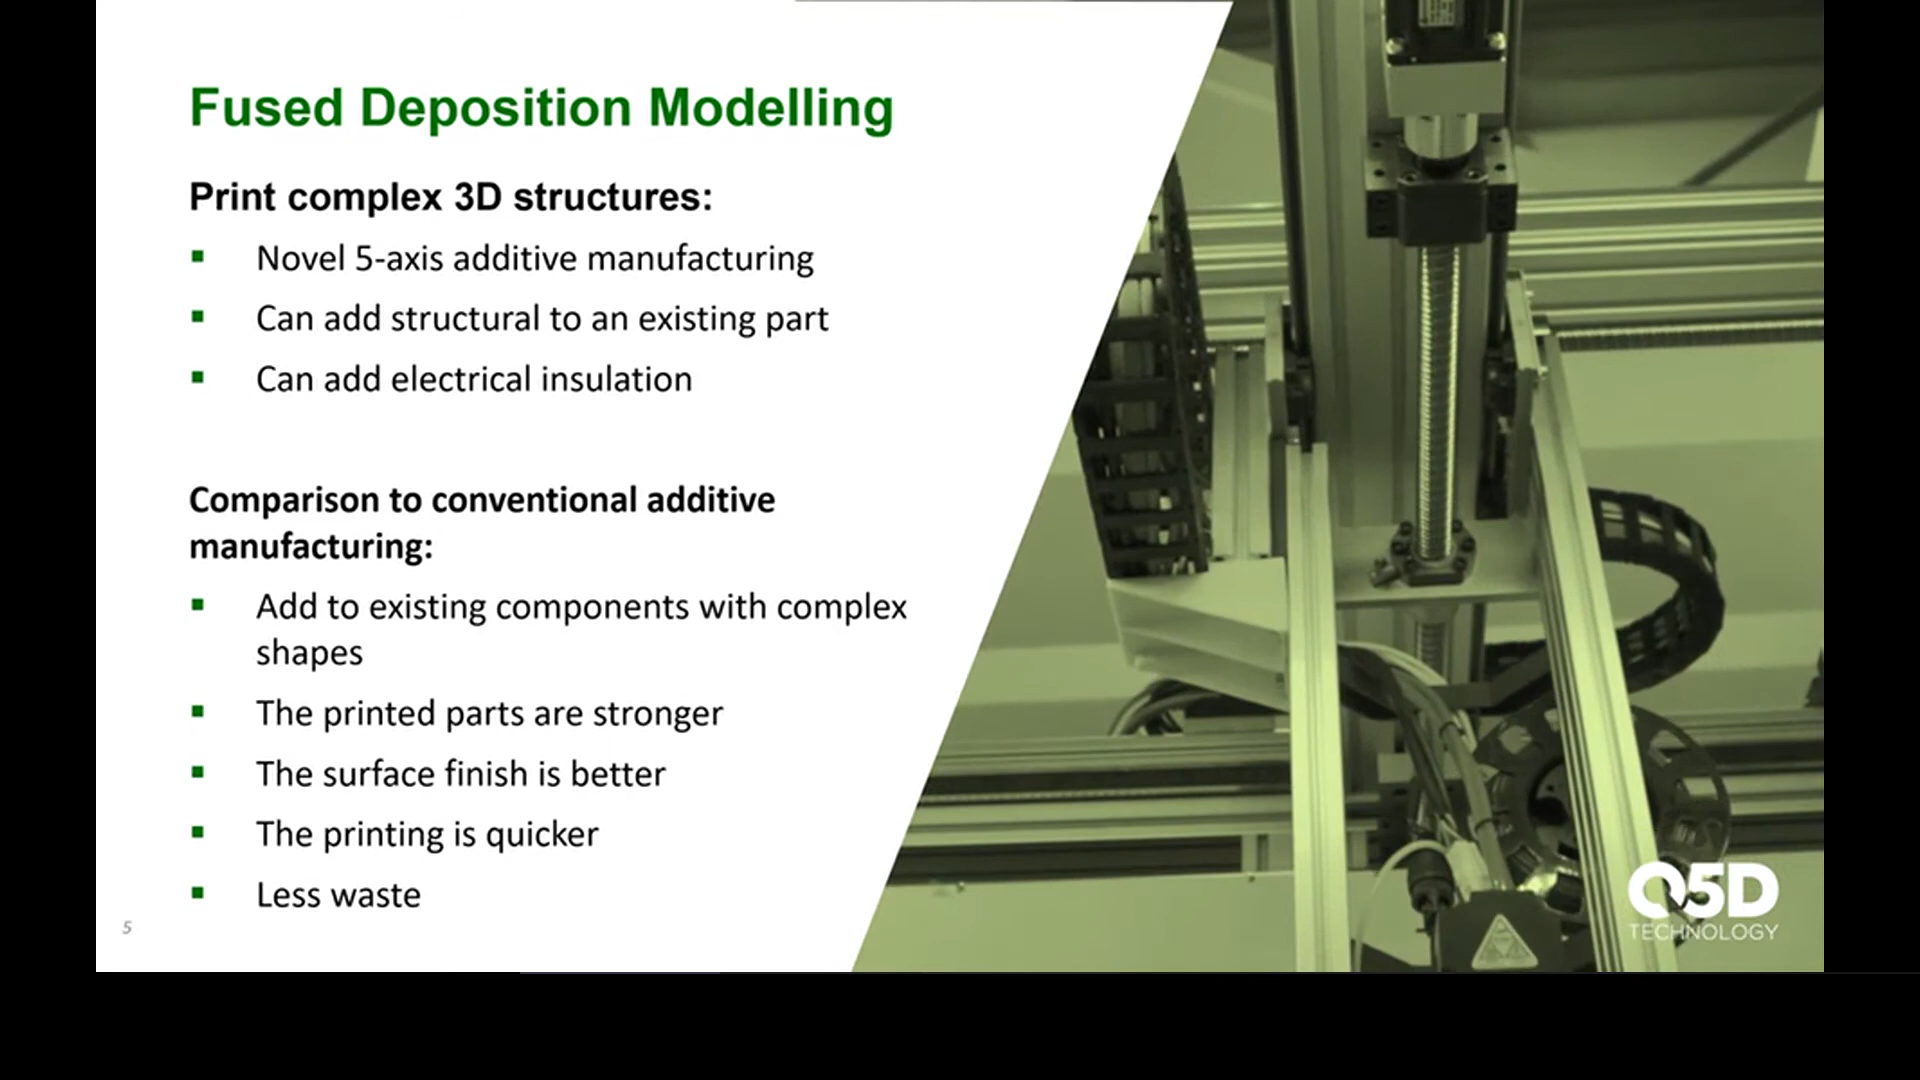 Fused Deposition Modelling
Print complex 3D structures:
▪ Novel 5-axis additive manufacturing
▪ Can add structural to an existing part
▪ Can add electrical insulation
Comparison to conventional additive
manufacturing:
▪ Add to existing components with complex
shapes
▪ The printed parts are stronger
▪ The surface finish is better
▪ The printing is quicker
▪ Less waste
5
Q5D
TECHNOLOGY